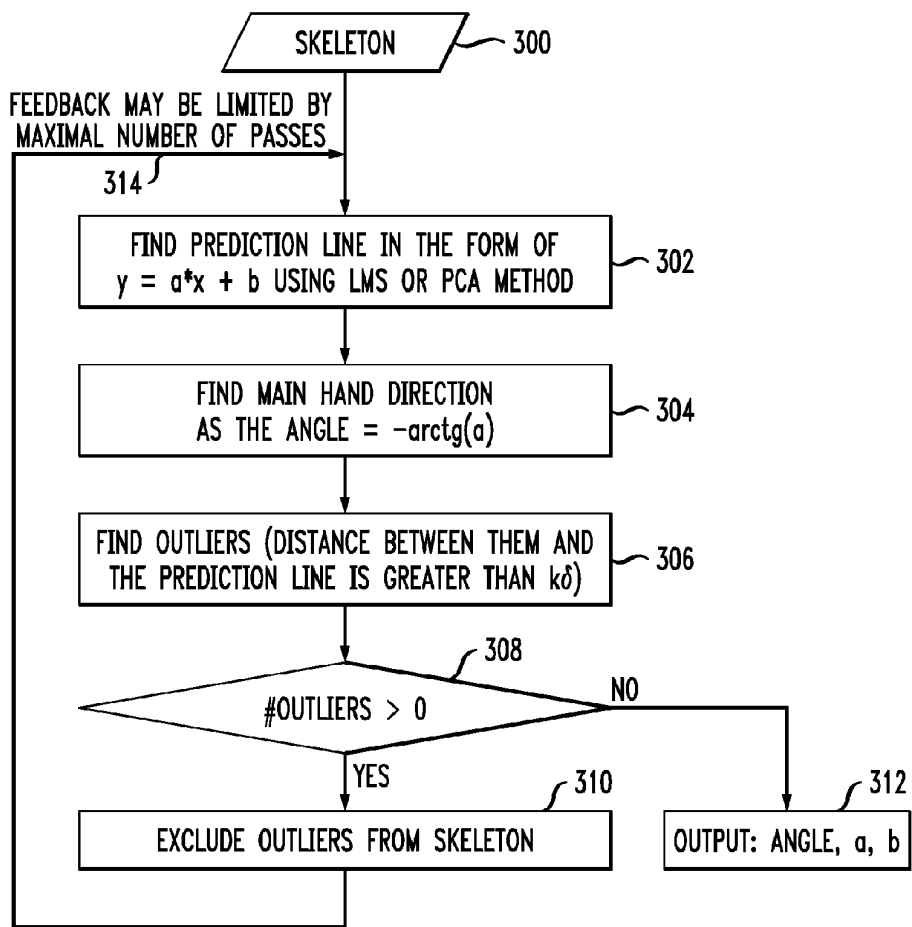 SKELETON
300
FEEDBACK MAY BE LIMITED BY
MAXIMAL NUMBER OF PASSES
314
FIND PREDICTION LINE IN THE FORM OF
y = a*x + b USING LMS OR PCA METHOD
302
FIND MAIN HAND DIRECTION
AS THE ANGLE = -arctg(a)
304
FIND OUTLIERS (DISTANCE BETWEEN THEM AND
THE PREDICTION LINE IS GREATER THAN kδ)
306
308
#OUTLIERS > 0
NO
YES
310
312
EXCLUDE OUTLIERS FROM SKELETON
OUTPUT: ANGLE, a, b